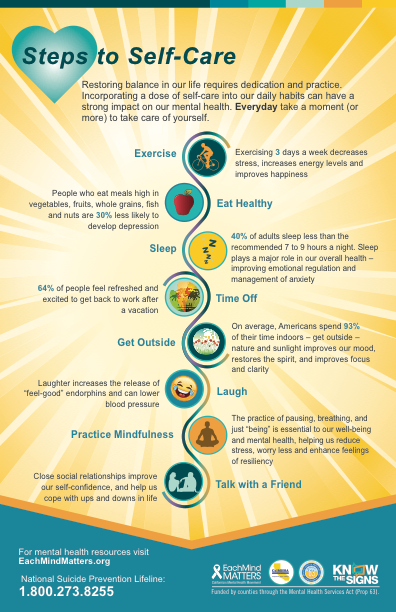 Steps to Self-Care
Restoring balance in our life requires dedication and practice.
Incorporating a dose of self-care into our daily habits can have a
strong impact on our mental health. Everyday take a moment (or
more) to take care of yourself.
Exercise
Exercising 3 days a week decreases
stress, increases energy levels and
improves happiness
People who eat meals high in
vegetables, fruits, whole grains, fish
and nuts are 30% less likely to
develop depression
Eat Healthy
Sleep
40% of adults sleep less than the
recommended 7 to 9 hours a night. Sleep
plays a major role in our overall health –
improving emotional regulation and
management of anxiety
64% of people feel refreshed and
excited to get back to work after
a vacation
Time Off
Get Outside
On average, Americans spend 93%
of their time indoors – get outside –
nature and sunlight improves our mood,
restores the spirit, and improves focus
and clarity
Laughter increases the release of
"feel-good" endorphins and can lower
blood pressure
Laugh
Practice Mindfulness
The practice of pausing, breathing, and
just "being" is essential to our well-being
and mental health, helping us reduce
stress, worry less and enhance feelings
of resiliency
Close social relationships improve
our self-confidence, and help us
cope with ups and downs in life
Talk with a Friend
For mental health resources visit
EachMindMatters.org
National Suicide Prevention Lifeline:
1.800.273.8255
EachMind
MATTERS
California's Mental Health Movement
KNOW
THE SIGNS
Funded by counties through the Mental Health Services Act (Prop 63).